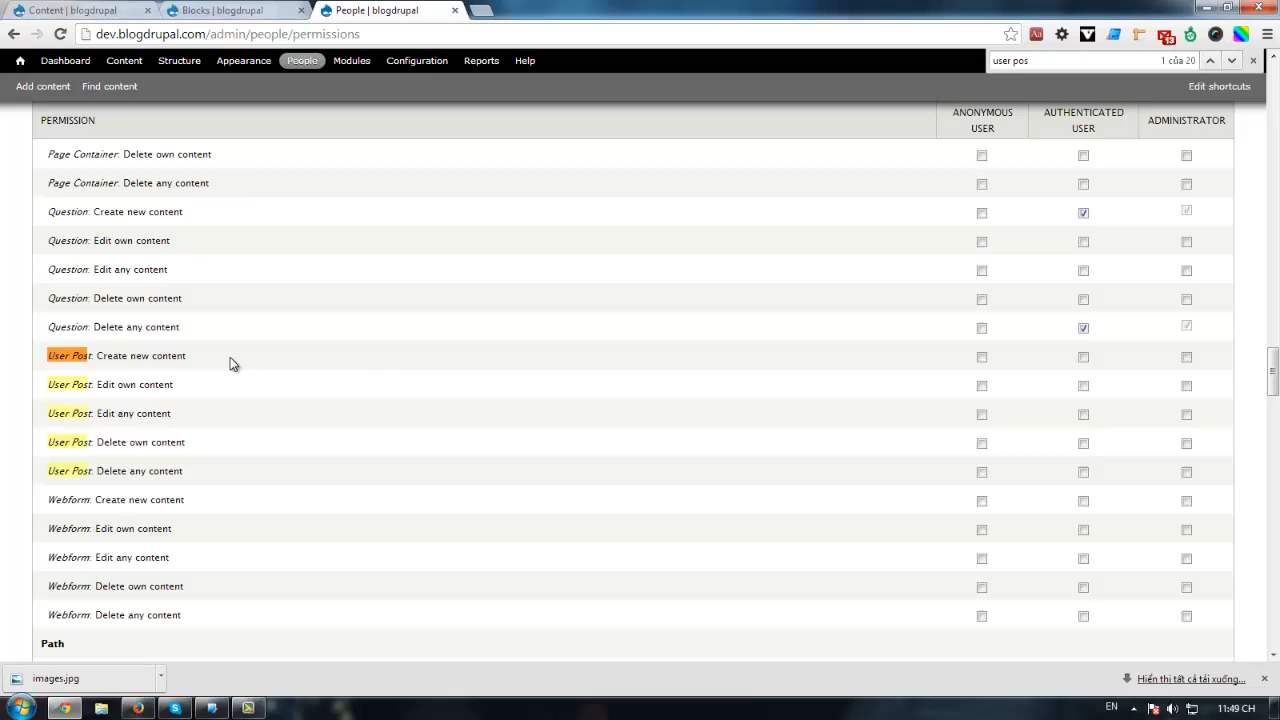 Content | blogdrupal
Blocks | blogdrupal
People | blogdrupal
dev.blogdrupal.com/admin/people/permissions
13
Dashboard Content Structure Appearance People Modules Configuration Reports Help
user pos 1 của 20
Add content Find content Edit shortcuts
PERMISSION
ANONYMOUS USER
AUTHENTICATED USER
ADMINISTRATOR
Page Container: Delete own content
Page Container: Delete any content
Question: Create new content
Question: Edit own content
Question: Edit any content
Question: Delete own content
Question: Delete any content
User Post: Create new content
User Post: Edit own content
User Post: Edit any content
User Post: Delete own content
User Post: Delete any content
Webform: Create new content
Webform: Edit own content
Webform: Edit any content
Webform: Delete own content
Webform: Delete any content
Path
images.jpg
Hiển thị tất cả tải xuống...
EN 11:49 CH